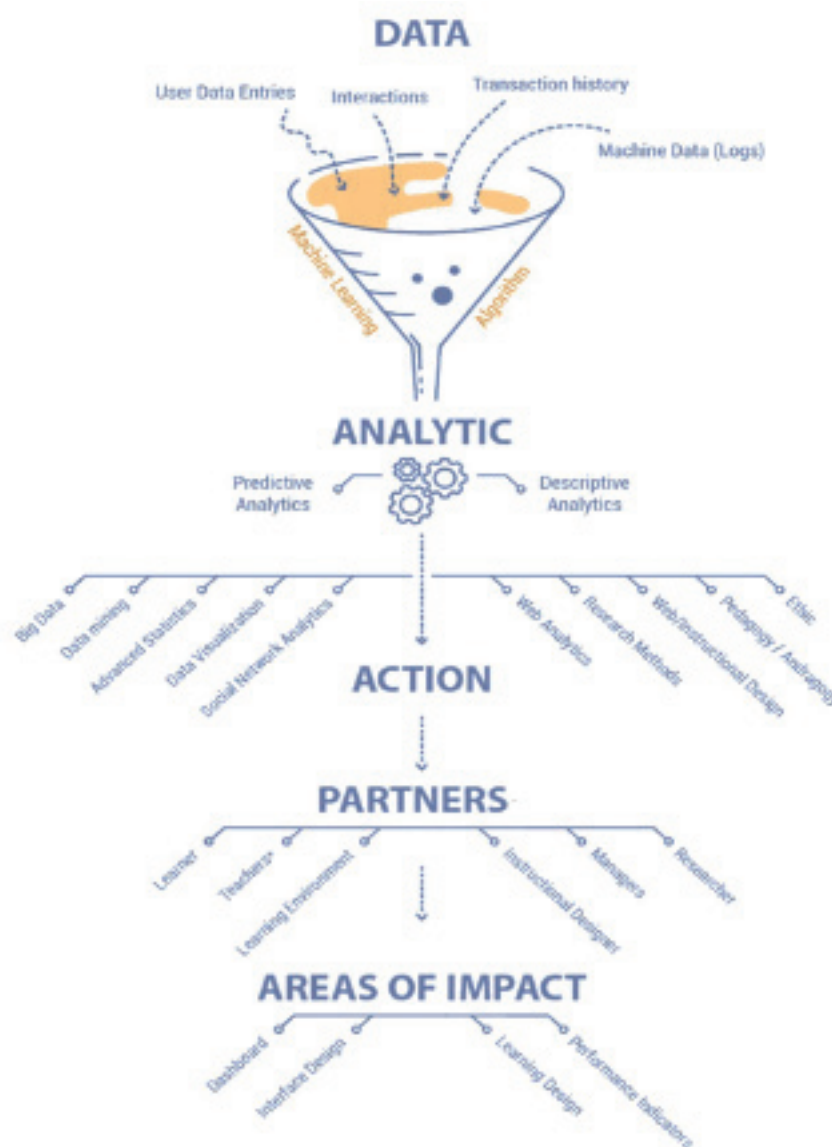 DATA
User Data Entries
Interactions
Transaction history
Machine Data (Logs)
Machine Learning
Algorithm
ANALYTIC
Predictive
Analytics
Descriptive
Analytics
Big Data
Data mining
Advanced Statistics
Data Visualization
Social Network Analytics
Web Analytics
Research Methods
Web/Instructional Design
Pedagogy / Andragogy
Ethic
ACTION
PARTNERS
Learner
Teachers*
Learning Environment
Instructional Designer
Managers
Researcher
AREAS OF IMPACT
Dashboard
Interface Design
Learning Design
Performance Indicators